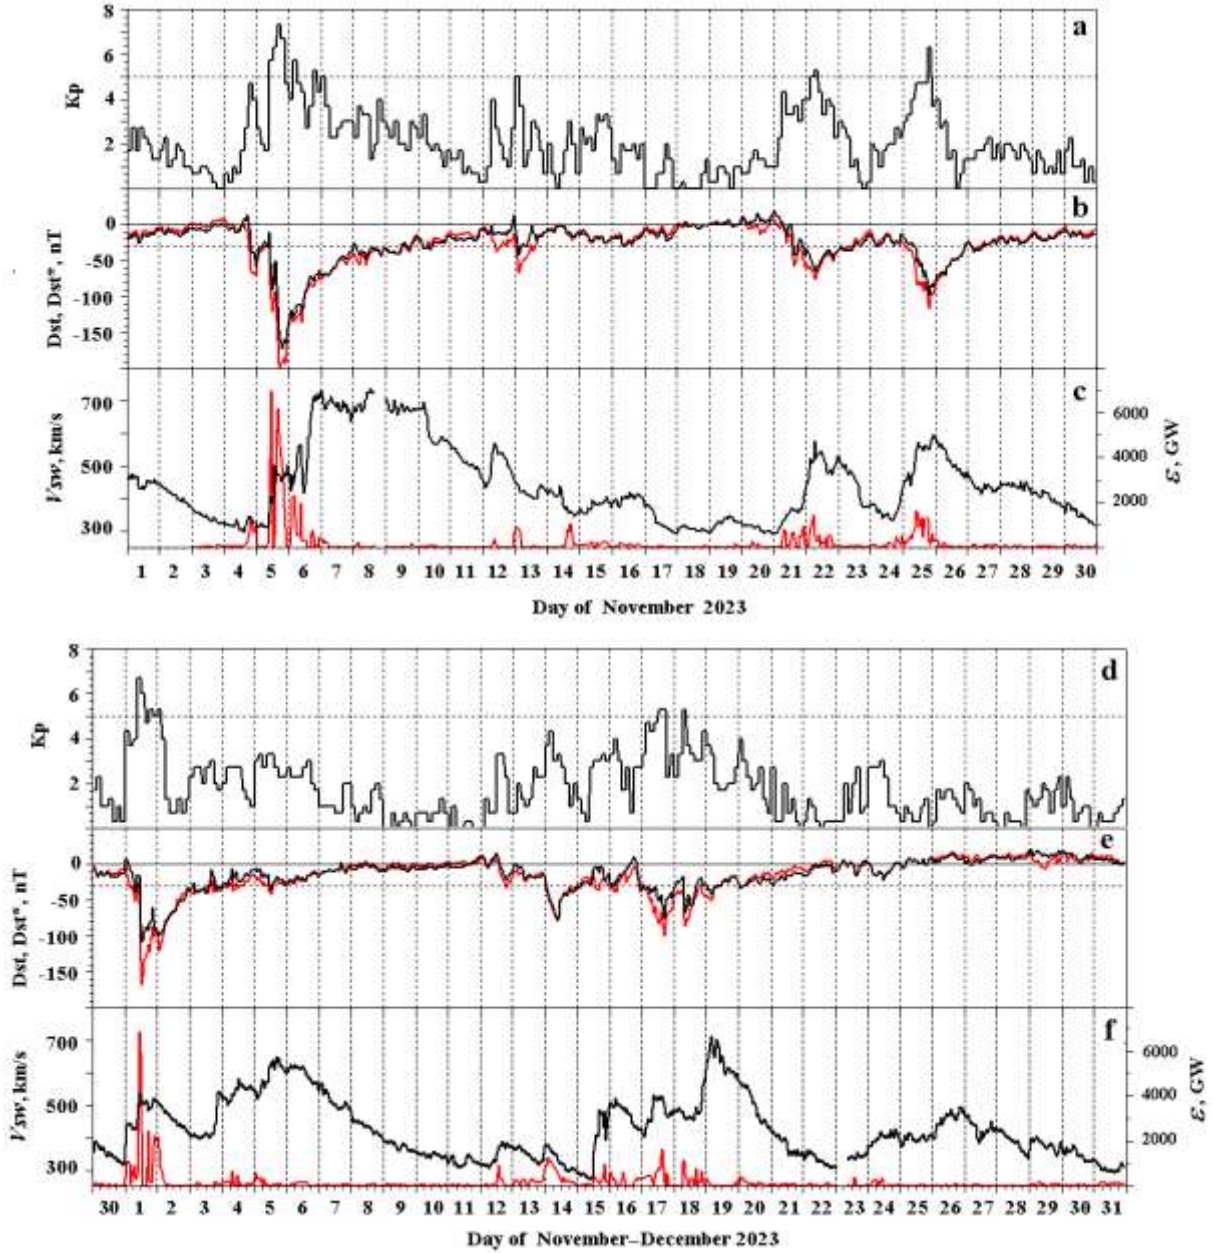 a
8
6
4
2
Kp
b
0
-50
-100
-150
Dst, Dst*, nT
c
700
500
300
Vsw, km/s
6000
4000
2000
ε, GW
1 2 3 4 5 6 7 8 9 10 11 12 13 14 15 16 17 18 19 20 21 22 23 24 25 26 27 28 29 30
Day of November 2023
d
8
6
4
2
Kp
e
0
-50
-100
-150
Dst, Dst*, nT
f
700
500
300
Vsw, km/s
6000
4000
2000
ε, GW
30 1 2 3 4 5 6 7 8 9 10 11 12 13 14 15 16 17 18 19 20 21 22 23 24 25 26 27 28 29 30 31
Day of November–December 2023